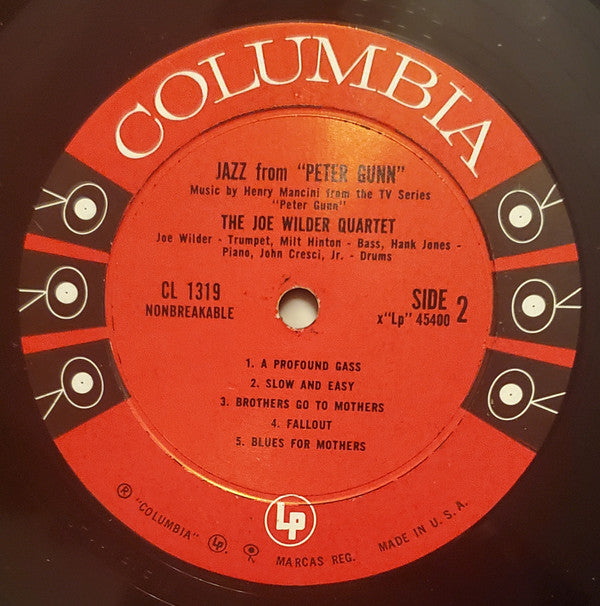 COLUMBIA
JAZZ from "PETER GUNN"
Music by Henry Mancini from the TV Series
"Peter Gunn"
THE JOE WILDER QUARTET
Joe Wilder - Trumpet, Milt Hinton - Bass, Hank Jones -
Piano, John Cresci, Jr. - Drums
CL 1319
NONBREAKABLE
SIDE 2
x"Lp" 45400
1. A PROFOUND GASS
2. SLOW AND EASY
3. BROTHERS GO TO MOTHERS
4. FALLOUT
5. BLUES FOR MOTHERS
Lp
® "COLUMBIA" Lp. MARCAS REG. MADE IN U.S.A.